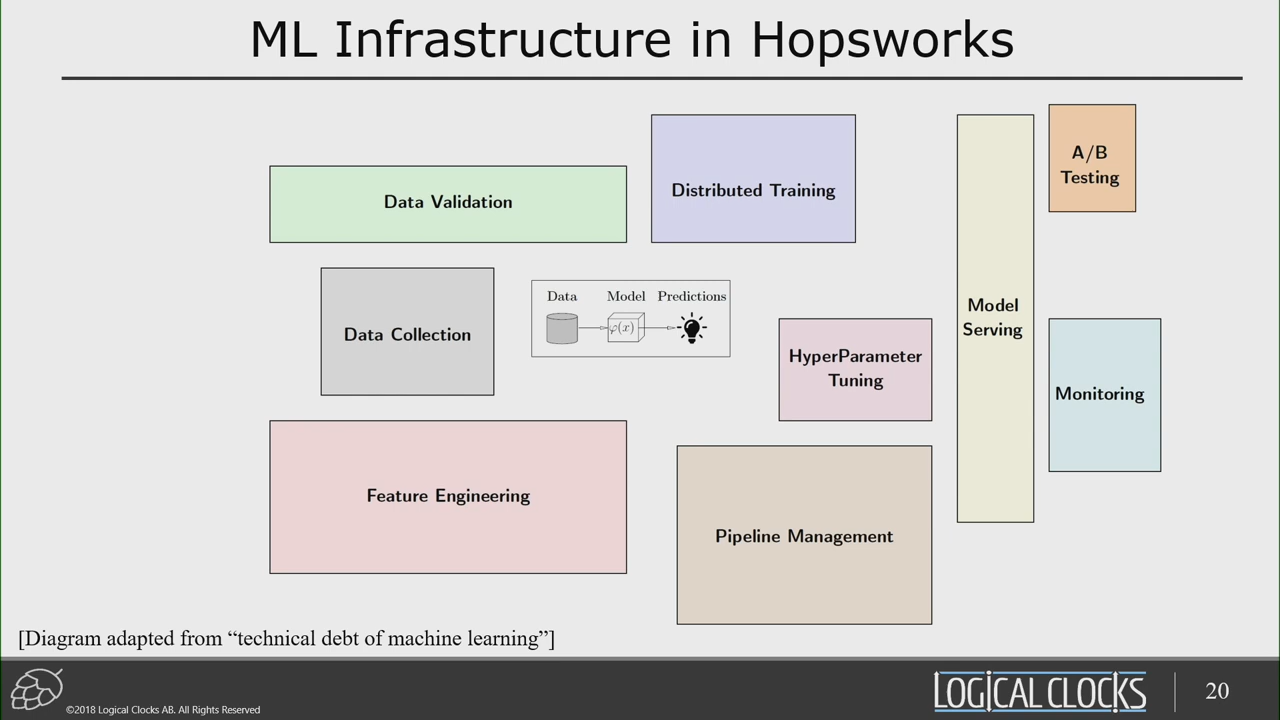 ML Infrastructure in Hopsworks
A/B
Testing
Distributed Training
Data Validation
Data Model Predictions
φ(x)
Data Collection
Model
Serving
HyperParameter
Tuning
Monitoring
Feature Engineering
Pipeline Management
[Diagram adapted from “technical debt of machine learning”]
©2018 Logical Clocks AB. All Rights Reserved
LOGICAL CLOCKS
20